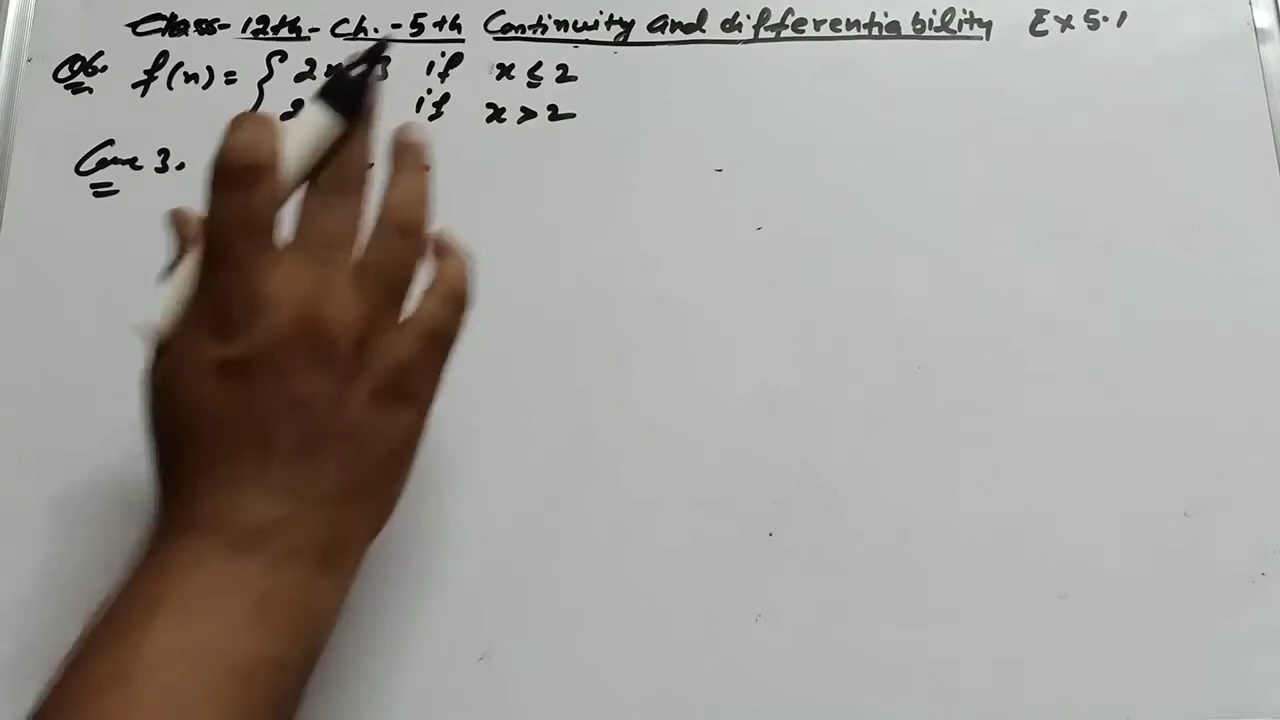 Class-12th-Ch.-5th Continuity and differentiability Ex 5.1
Q6. f(x) = { 2x 3 if x ≤ 2
2 if x > 2
Case 3.